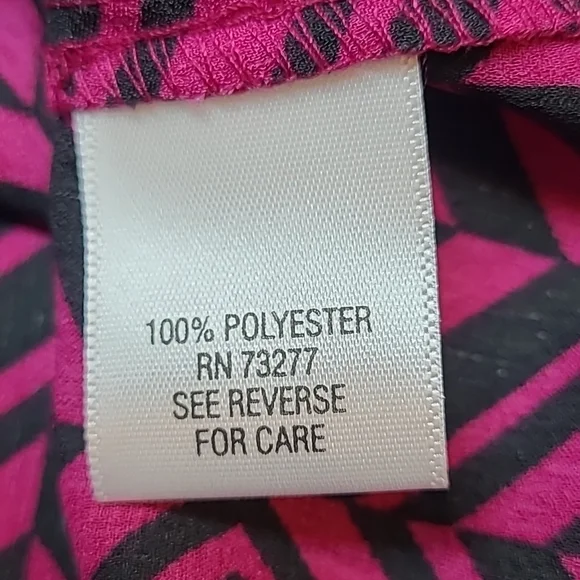 100% POLYESTER
RN 73277
SEE REVERSE
FOR CARE